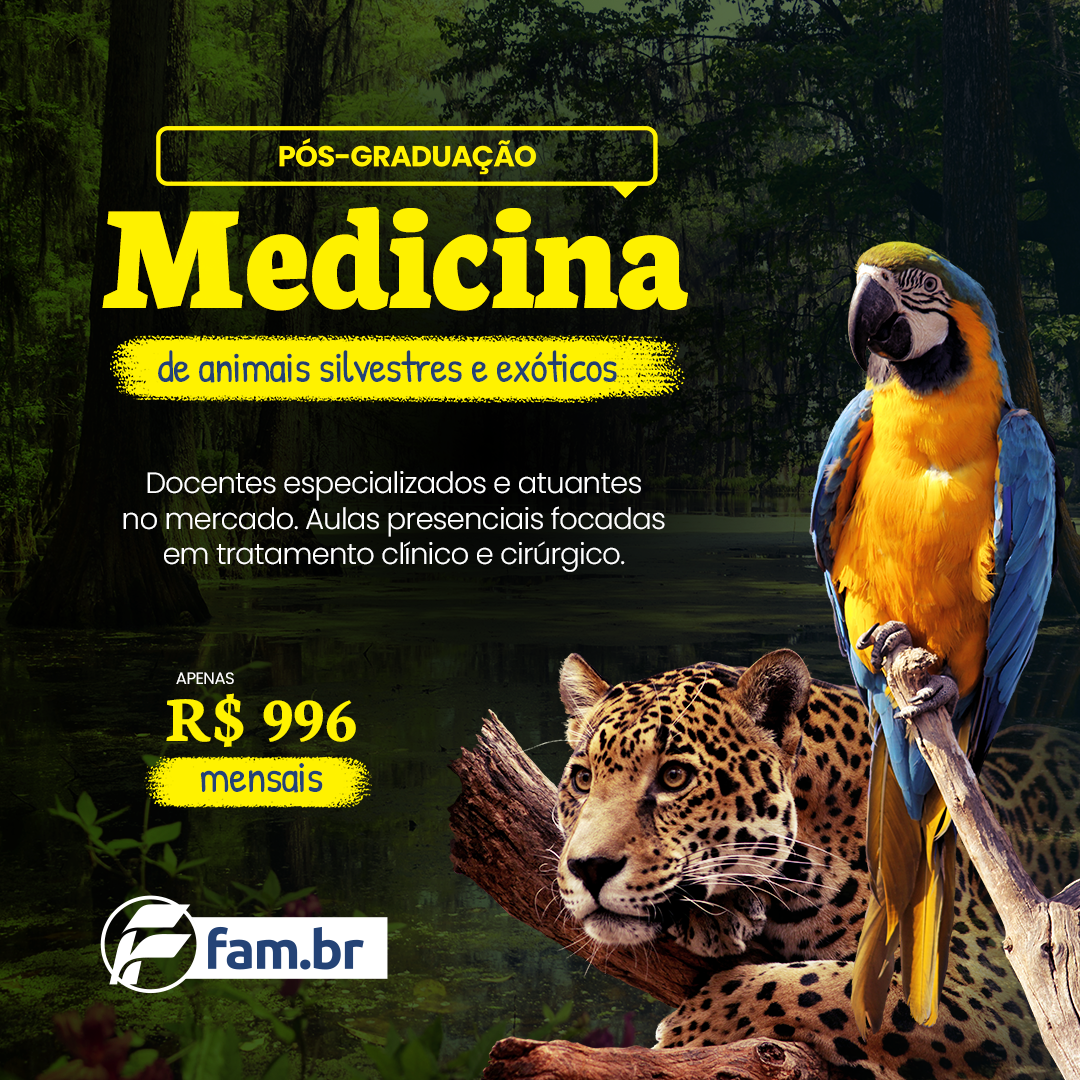 PÓS-GRADUAÇÃO
Medicina
de animais silvestres e exóticos
Docentes especializados e atuantes
no mercado. Aulas presenciais focadas
em tratamento clínico e cirúrgico.
APENAS
R$ 996
mensais
fam.br